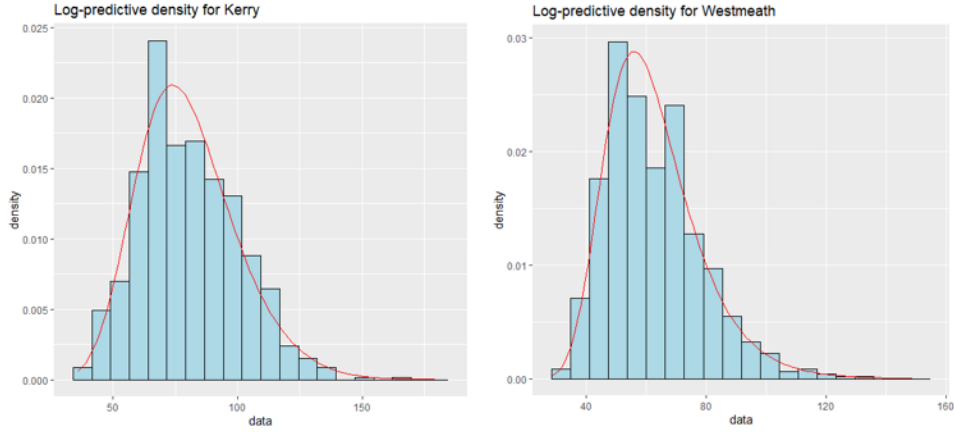 Log-predictive density for Kerry
0.025
0.020
0.015
0.010
0.005
0.000
density
50
100
150
data
Log-predictive density for Westmeath
0.03
0.02
0.01
0.00
density
40
80
120
160
data